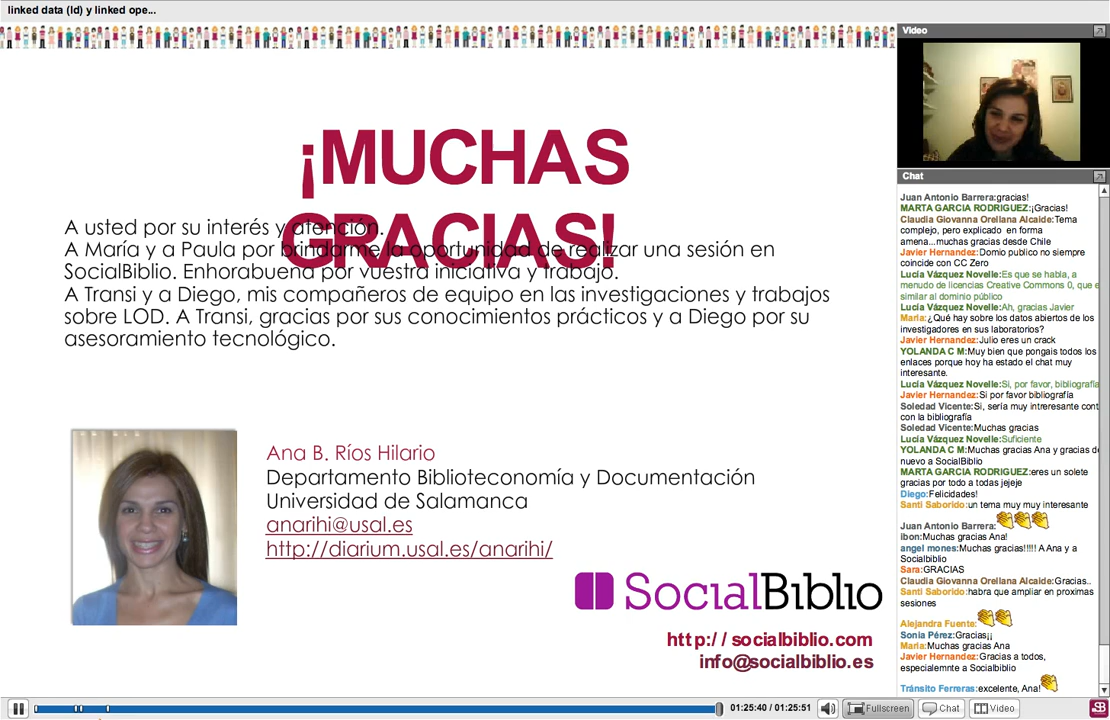 linked data (ld) y linked ope...
¡MUCHAS
GRACIAS!
A usted por su interés y atención.
A María y a Paula por brindarme la oportunidad de realizar una sesión en
SocialBiblio. Enhorabuena por vuestra iniciativa y trabajo.
A Transi y a Diego, mis compañeros de equipo en las investigaciones y trabajos
sobre LOD. A Transi, gracias por sus conocimientos prácticos y a Diego por su
asesoramiento tecnológico.
Ana B. Ríos Hilario
Departamento Biblioteconomía y Documentación
Universidad de Salamanca
anarihi@usal.es
http://diarium.usal.es/anarihi/
SocialBiblio
http://socialbiblio.com
info@socialbiblio.es
Video
Chat
Juan Antonio Barrera:gracias!
MARTA GARCIA RODRIGUEZ:¡Gracias!
Claudia Giovanna Orellana Alcaide:Tema
complejo, pero explicado en forma
amena...muchas gracias desde Chile
Javier Hernandez:Domio publico no siempre
coincide con CC Zero
Lucía Vázquez Novelle:Es que se habla, a
menudo de licencias Creative Commons 0, que e
similar al dominio público
Lucía Vázquez Novelle:Ah, gracias Javier
Marla:¿Qué hay sobre los datos abiertos de los
investigadores en sus laboratorios?
Javier Hernandez:Julio eres un crack
YOLANDA C M:Muy bien que pongais todos los
enlaces porque hoy ha estado el chat muy
interesante.
Lucía Vázquez Novelle:Si, por favor, bibliografía
Javier Hernandez:Si por favor bibliografía
Soledad Vicente:Si, sería muy intreresante cont
con la bibliografía
Soledad Vicente:Muchas gracias
Lucía Vázquez Novelle:Suficiente
YOLANDA C M:Muchas gracias Ana y gracias de
nuevo a SocialBiblio
MARTA GARCIA RODRIGUEZ:eres un solete
gracias por todo a todas jejeje
Diego:Felicidades!
Santi Saborido:un tema muy muy interesante
Juan Antonio Barrera:
Ibon:Muchas gracias Ana!
angel mones:Muchas gracias!!!!! A Ana y a
Socialbiblio
Sara:GRACIAS
Claudia Giovanna Orellana Alcaide:Gracias..
Santi Saborido:habra que ampliar en proximas
sesiones
Alejandra Fuente:
Sonia Pérez:Gracias¡¡
Marla:Muchas gracias Ana
Javier Hernandez:Gracias a todos,
especialemnte a Socialbiblio
Tránsito Ferreras:excelente, Ana!
01:25:40 / 01:25:51
Fullscreen
Chat
Video
SB